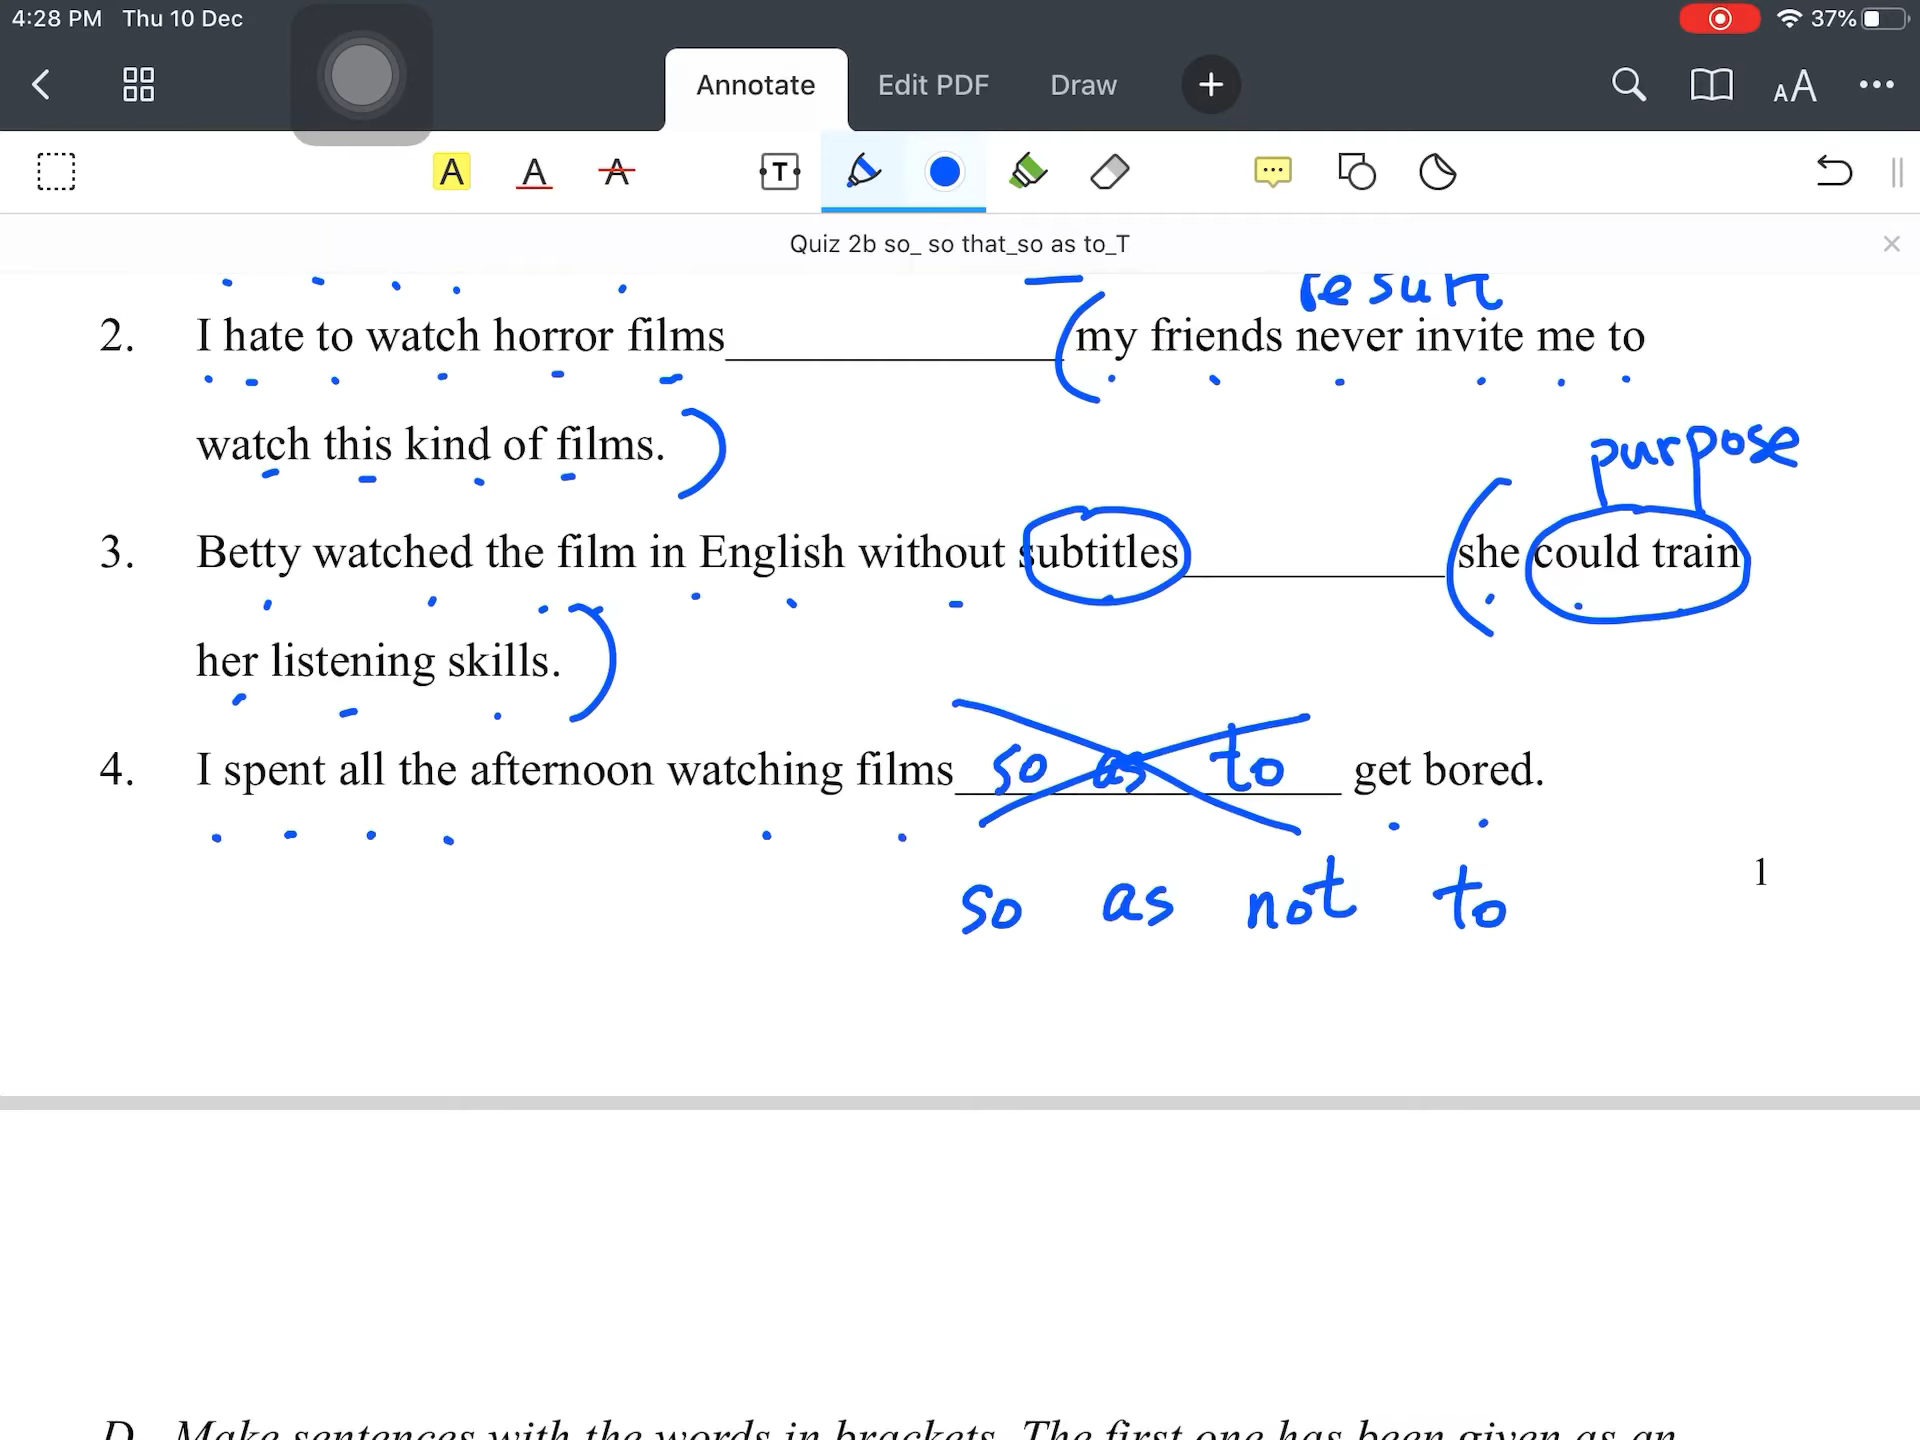 4:28 PM Thu 10 Dec
37%
Annotate Edit PDF Draw
AA
A A A T
Quiz 2b so_ so that_so as to_T
result
2. I hate to watch horror films____________ my friends never invite me to
watch this kind of films.
purpose
3. Betty watched the film in English without subtitles__________ she could train
her listening skills.
4. I spent all the afternoon watching films so as to get bored.
1
so as not to
D. Make sentences with the words in brackets. The first one has been given as an